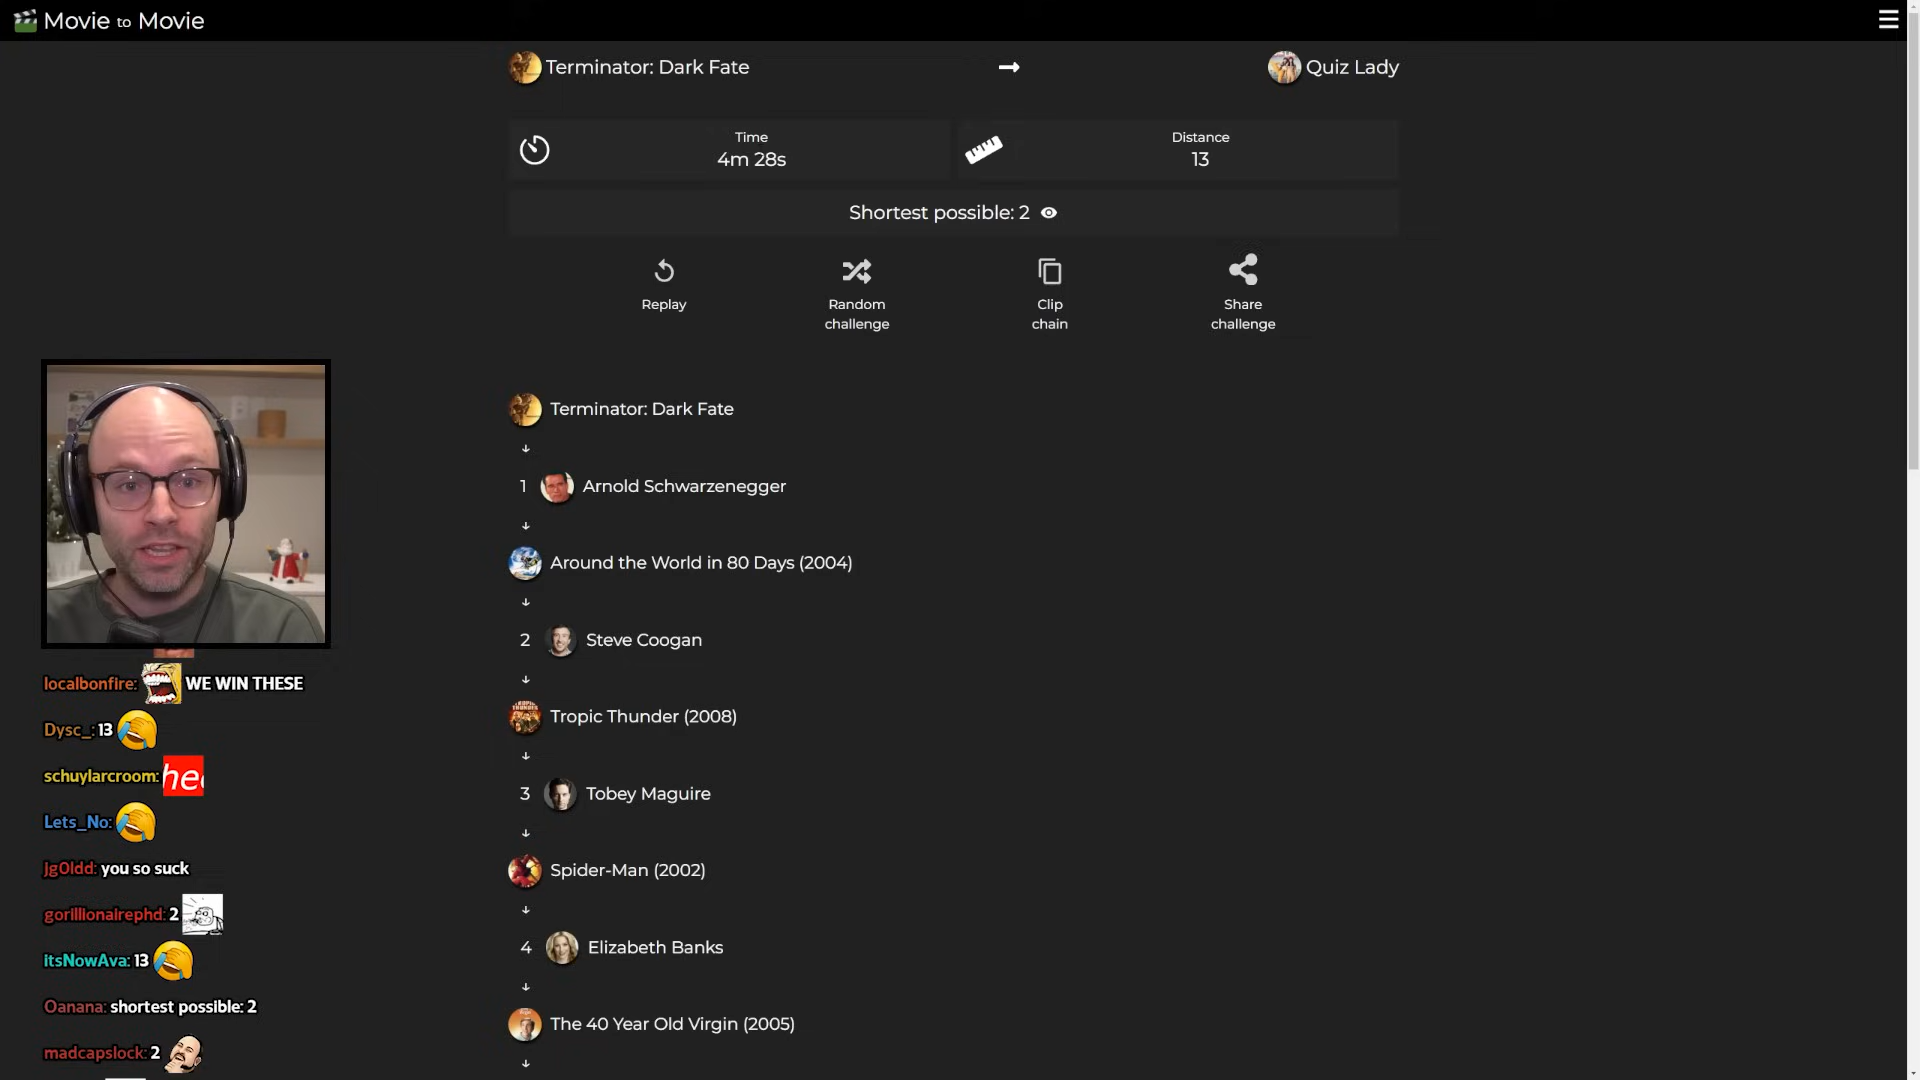 Movie to Movie
Terminator: Dark Fate
Quiz Lady
Time
4m 28s
Distance
13
Shortest possible: 2
Replay
Random
challenge
Clip
chain
Share
challenge
Terminator: Dark Fate
1 Arnold Schwarzenegger
Around the World in 80 Days (2004)
2 Steve Coogan
Tropic Thunder (2008)
3 Tobey Maguire
Spider-Man (2002)
4 Elizabeth Banks
The 40 Year Old Virgin (2005)
localbonfire: WE WIN THESE
Dysc_: 13
schuylarcroom: hec
Lets_No:
Jg0ldd: you so suck
gorillionairephd: 2
itsNowAva: 13
Oanana: shortest possible: 2
madcapslock: 2